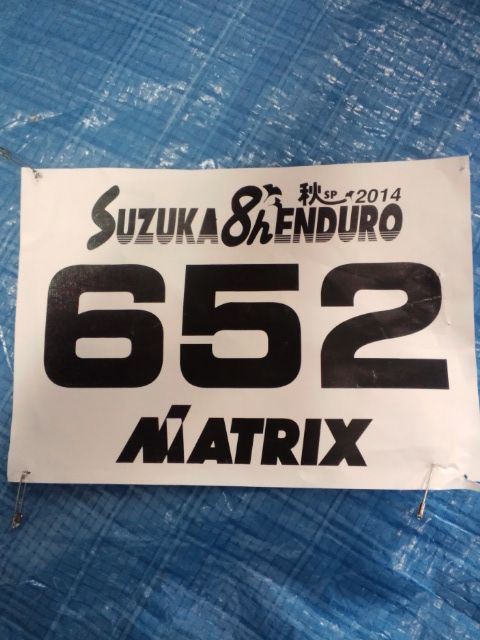 秋SP 2014
SUZUKA 8h ENDURO
652
MATRIX